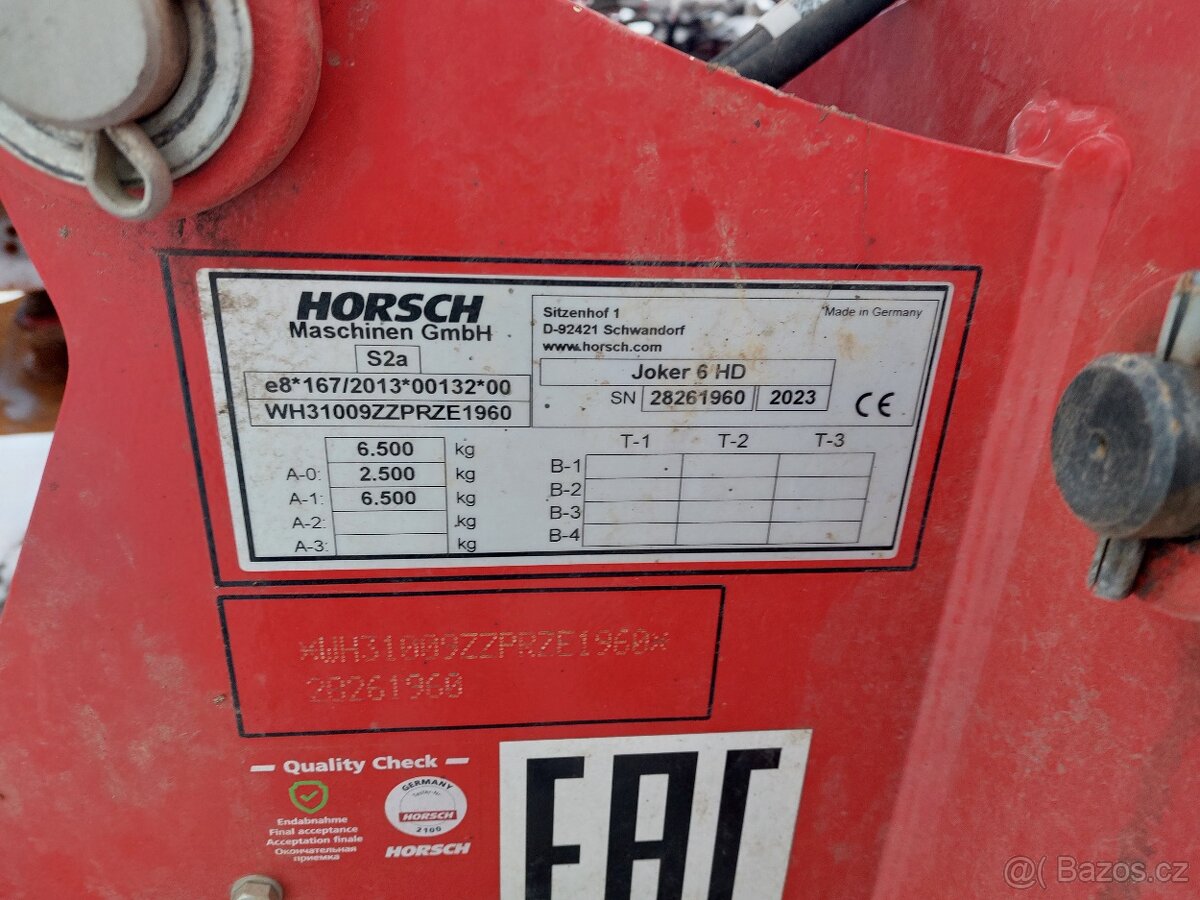 HORSCH
Maschinen GmbH
S2a
e8*167/2013*00132*00
WH31009ZZPRZE1960
Sitzenhof 1
D-92421 Schwandorf
www.horsch.com
Made in Germany
Joker 6 HD
SN 28261960 2023
CE
6.500 kg
A-0: 2.500 kg
A-1: 6.500 kg
A-2: kg
A-3: kg
T-1 T-2 T-3
B-1
B-2
B-3
B-4
*WH31009ZZPRZE1960*
28261960
Quality Check
Endabnahme
Final acceptance
Acceptation finale
Окончательная
приемка
GERMANY
HORSCH
2100
HORSCH
EAC
@( Bazos.cz